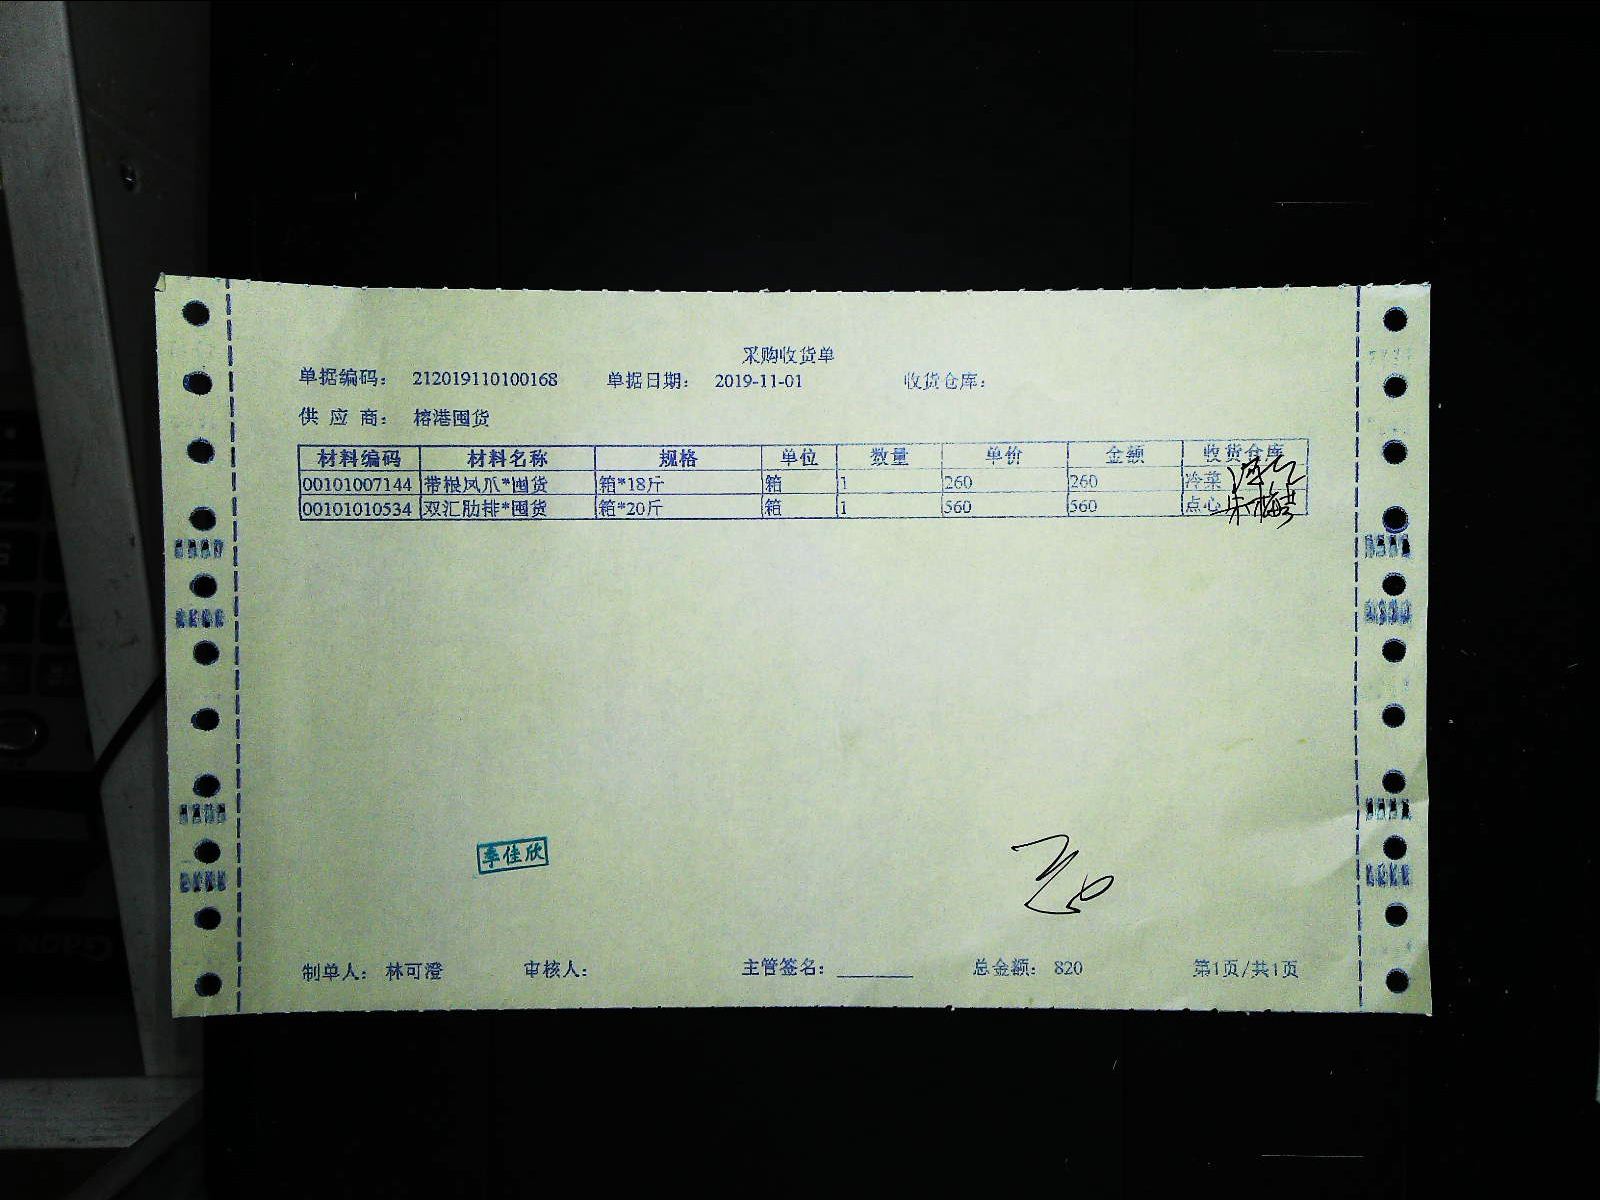 采购收货单
单据编码： 212019110100168 单据日期： 2019-11-01 收货仓库：
供 应 商： 榕港囤货
材料编码 材料名称 规格 单位 数量 单价 金额 收货仓库
00101007144 带根凤爪*囤货 箱*18斤 箱 1 260 260 冷菜
00101010534 双汇肋排*囤货 箱*20斤 箱 1 560 560 点心
李佳欣
制单人： 林可澄 审核人： 主管签名： ________ 总金额： 820 第1页/共1页